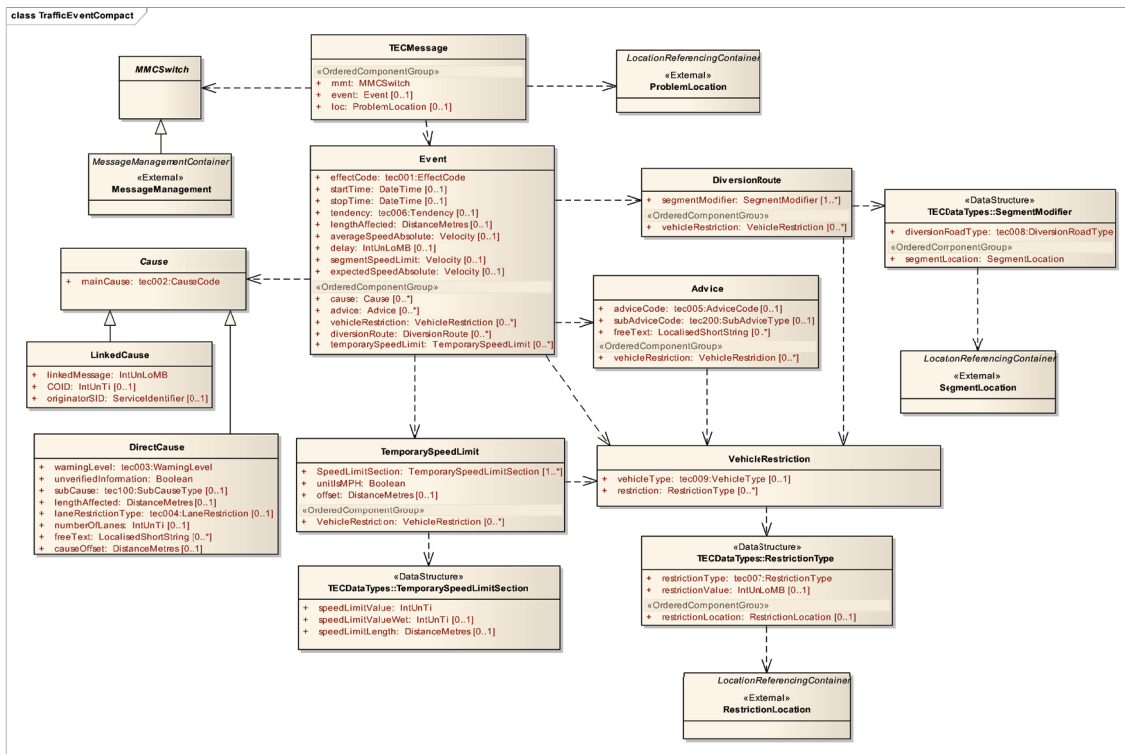 class TrafficEventCompact
TECMessage
«OrderedComponentGroup»
+ mmt: MMCSwitch
+ event: Event [0..1]
+ loc: ProblemLocation [0..1]
MMCSwitch
LocationReferencingContainer
«External»
ProblemLocation
MessageManagementContainer
«External»
MessageManagement
Event
+ effectCode: tec001:EffectCode
+ startTime: DateTime [0..1]
+ stopTime: DateTime [0..1]
+ tendency: tec006:Tendency [0..1]
+ lengthAffected: DistanceMetres [0..1]
+ averageSpeedAbsolute: Velocity [0..1]
+ delay: IntUnLoMB [0..1]
+ segmentSpeedLimit: Velocity [0..1]
+ expectedSpeedAbsolute: Velocity [0..1]
«OrderedComponentGroup»
+ cause: Cause [0..*]
+ advice: Advice [0..*]
+ vehicleRestriction: VehicleRestriction [0..*]
+ diversionRoute: DiversionRoute [0..*]
+ temporarySpeedLimit: TemporarySpeedLimit [0..*]
DiversionRoute
+ segmentModifier: SegmentModifier [1..*]
«OrderedComponentGroup»
+ vehicleRestriction: VehicleRestriction [0..*]
«DataStructure»
TECDataTypes::SegmentModifier
+ diversionRoadType: tec008:DiversionRoadType
«OrderedComponentGroup»
+ segmentLocation: SegmentLocation
Cause
+ mainCause: tec002:CauseCode
Advice
+ adviceCode: tec005:AdviceCode [0..1]
+ subAdviceCode: tec200:SubAdviceType [0..1]
+ freeText: LocalisedShortString [0..*]
«OrderedComponentGroup»
+ vehicleRestriction: VehicleRestriction [0..*]
LinkedCause
+ linkedMessage: IntUnLoMB
+ COID: IntUnTi [0..1]
+ originatorSID: ServiceIdentifier [0..1]
LocationReferencingContainer
«External»
SegmentLocation
DirectCause
+ warningLevel: tec003:WarningLevel
+ unverifiedInformation: Boolean
+ subCause: tec100:SubCauseType [0..1]
+ lengthAffected: DistanceMetres [0..1]
+ laneRestrictionType: tec004:LaneRestriction [0..1]
+ numberOfLanes: IntUnTi [0..1]
+ freeText: LocalisedShortString [0..*]
+ causeOffset: DistanceMetres [0..1]
TemporarySpeedLimit
+ SpeedLimitSection: TemporarySpeedLimitSection [1..*]
+ unitIsMPH: Boolean
+ offset: DistanceMetres [0..1]
«OrderedComponentGroup»
+ VehicleRestriction: VehicleRestriction [0..*]
VehicleRestriction
+ vehicleType: tec009:VehicleType [0..1]
+ restriction: RestrictionType [0..*]
«DataStructure»
TECDataTypes::TemporarySpeedLimitSection
+ speedLimitValue: IntUnTi
+ speedLimitValueWet: IntUnTi [0..1]
+ speedLimitLength: DistanceMetres [0..1]
«DataStructure»
TECDataTypes::RestrictionType
+ restrictionType: tec007:RestrictionType
+ restrictionValue: IntUnLoMB [0..1]
«OrderedComponentGroup»
+ restrictionLocation: RestrictionLocation [0..1]
LocationReferencingContainer
«External»
RestrictionLocation